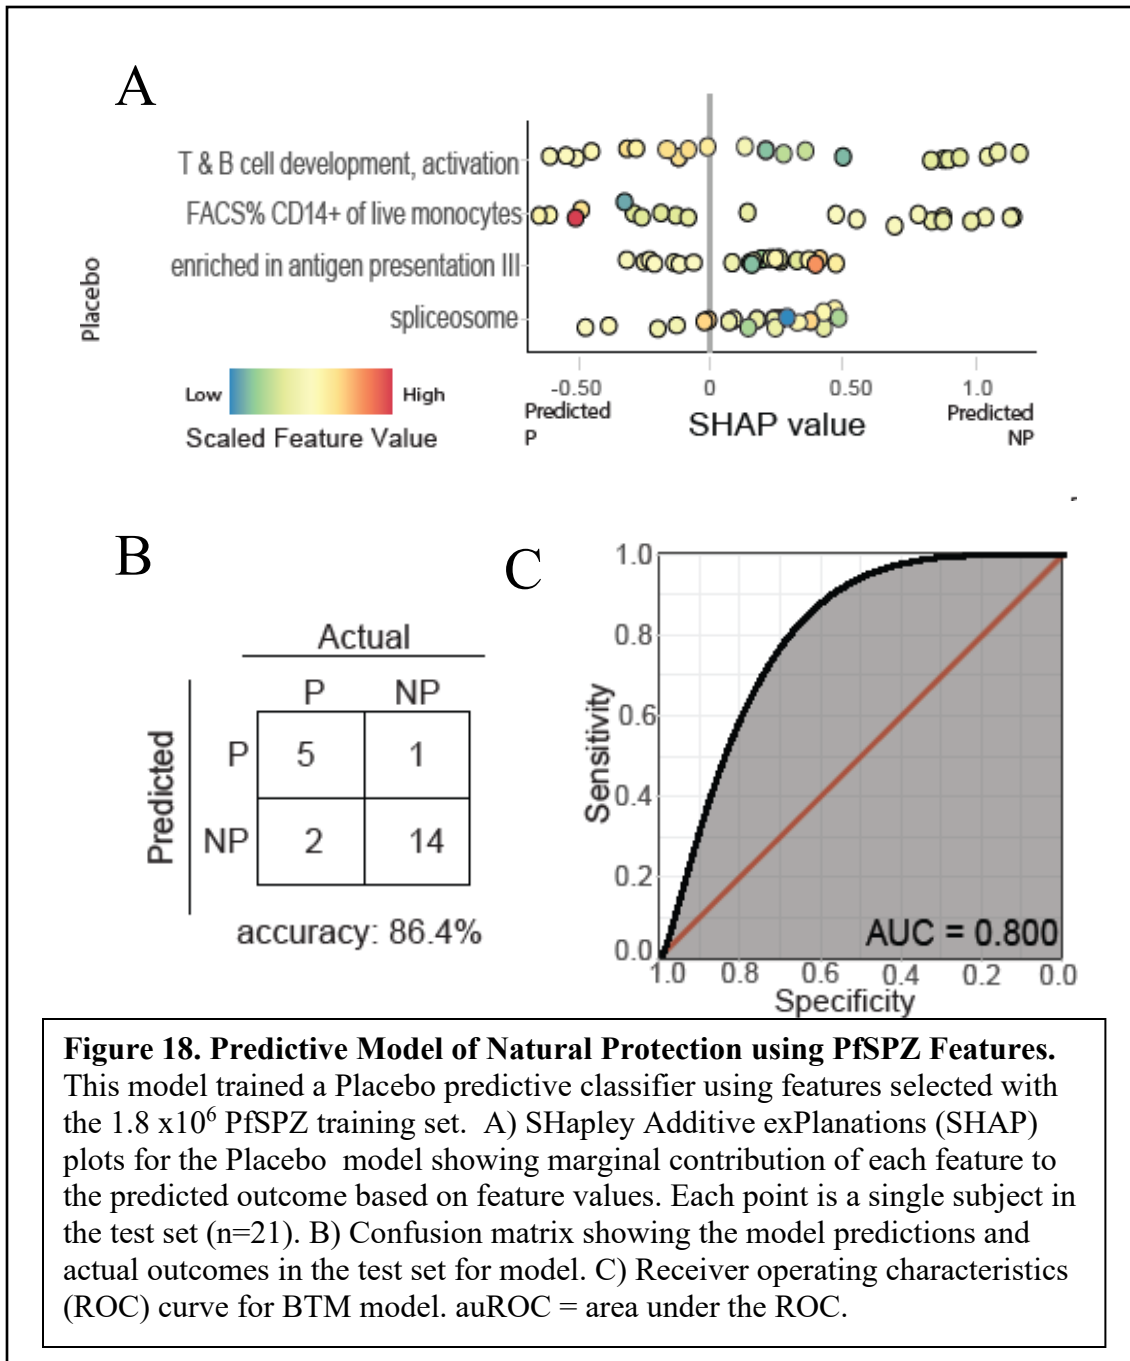 A
T & B cell development, activation
FACS% CD14+ of live monocytes
enriched in antigen presentation III
spliceosome
Placebo
Low
High
Scaled Feature Value
-0.50
0
0.50
1.0
Predicted
P
SHAP value
Predicted
NP
B
Actual
P
NP
Predicted
P
5
1
NP
2
14
accuracy: 86.4%
C
1.0
0.8
0.6
0.4
0.2
0.0
Sensitivity
AUC = 0.800
1.0
0.8
0.6
0.4
0.2
0.0
Specificity
Figure 18. Predictive Model of Natural Protection using PfSPZ Features.
This model trained a Placebo predictive classifier using features selected with
the 1.8 x10⁶ PfSPZ training set. A) SHapley Additive exPlanations (SHAP)
plots for the Placebo model showing marginal contribution of each feature to
the predicted outcome based on feature values. Each point is a single subject in
the test set (n=21). B) Confusion matrix showing the model predictions and
actual outcomes in the test set for model. C) Receiver operating characteristics
(ROC) curve for BTM model. auROC = area under the ROC.